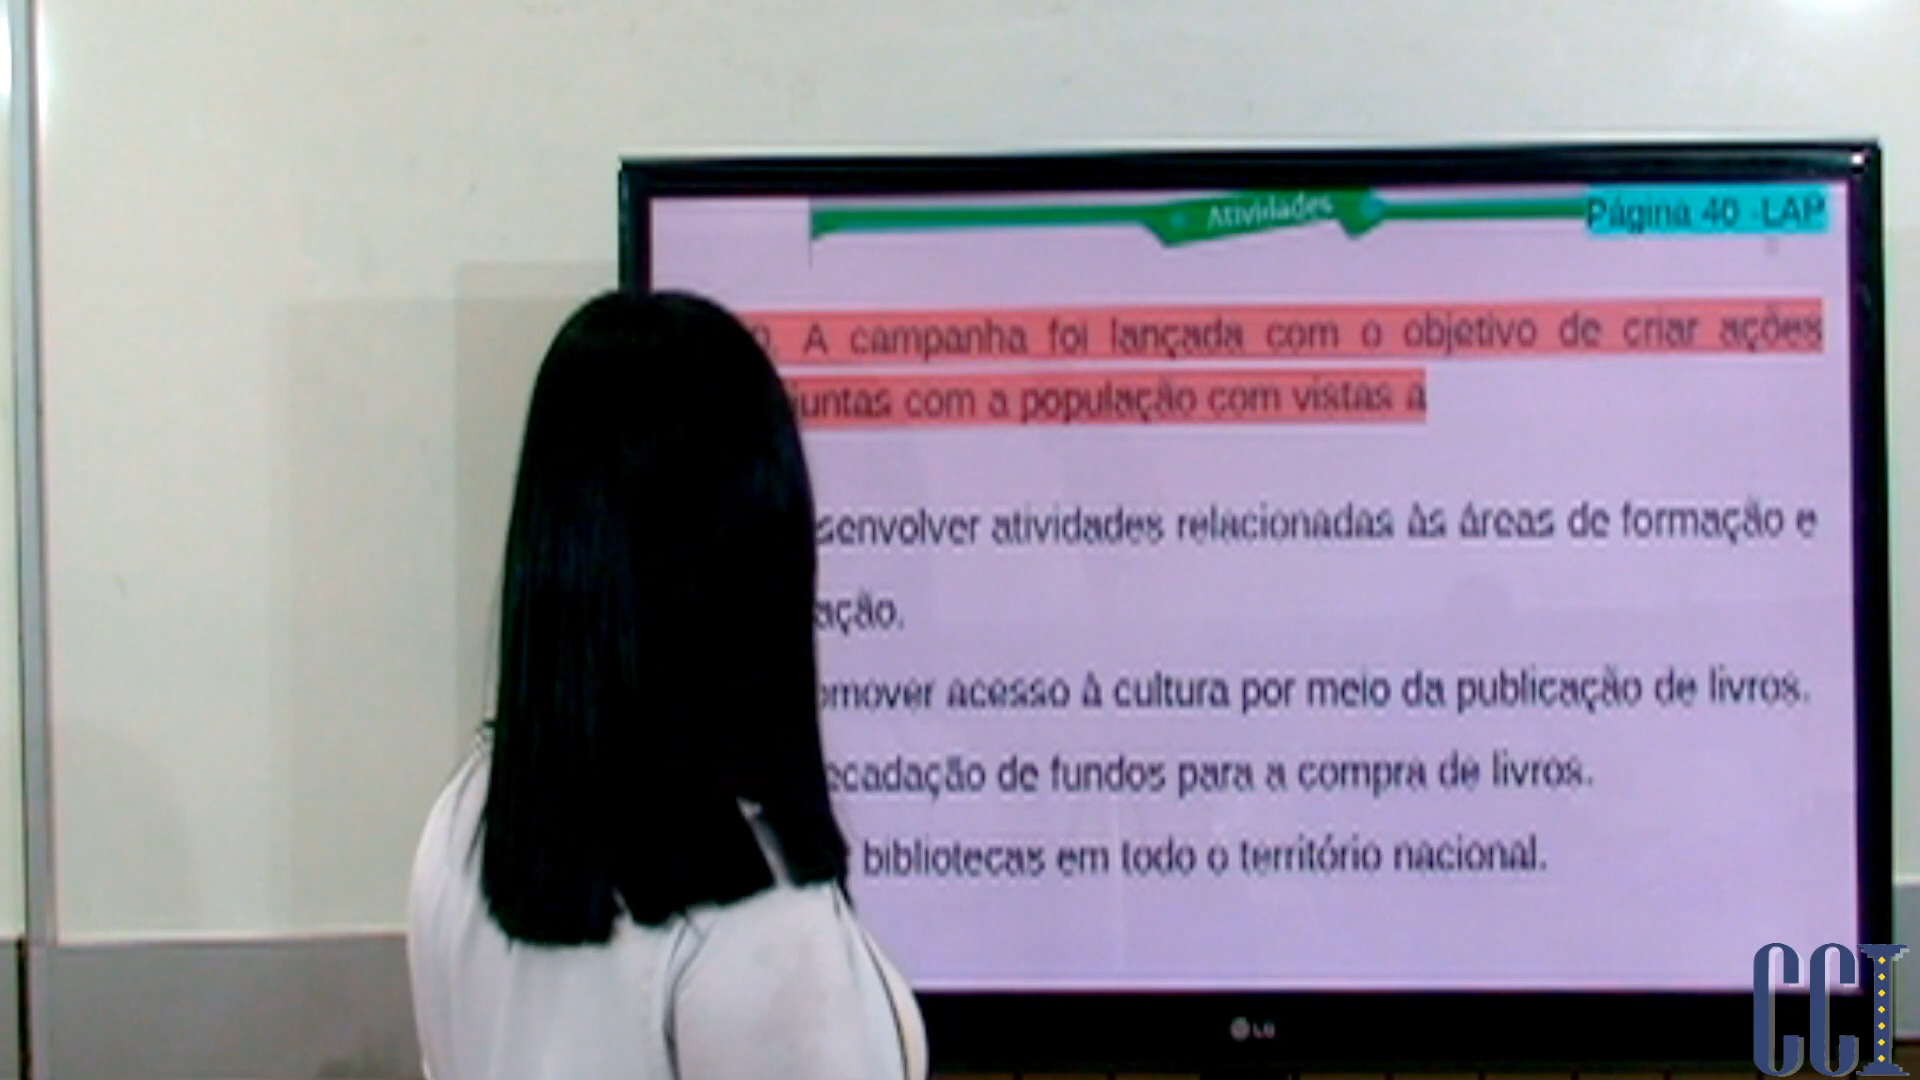 Atividades
Página 40 -LAP
A campanha foi lançada com o objetivo de criar ações
juntas com a população com vistas a
senvolver atividades relacionadas às áreas de formação e
ação.
omover acesso à cultura por meio da publicação de livros.
ecadação de fundos para a compra de livros.
bibliotecas em todo o território nacional.
LG
CCI